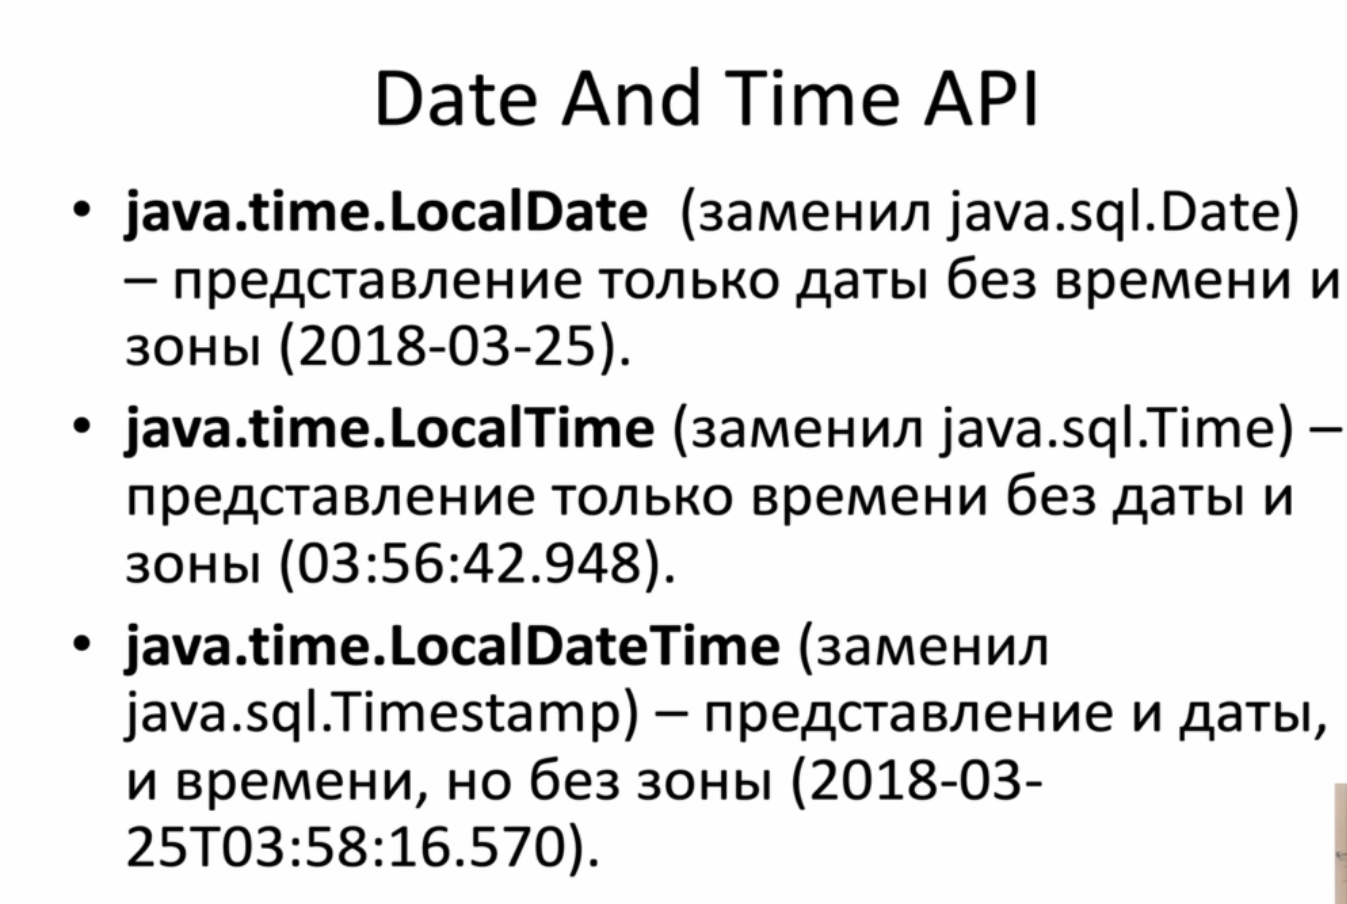 Date And Time API
• java.time.LocalDate (заменил java.sql.Date)
– представление только даты без времени и
зоны (2018-03-25).
• java.time.LocalTime (заменил java.sql.Time) –
представление только времени без даты и
зоны (03:56:42.948).
• java.time.LocalDateTime (заменил
java.sql.Timestamp) – представление и даты,
и времени, но без зоны (2018-03-
25T03:58:16.570).